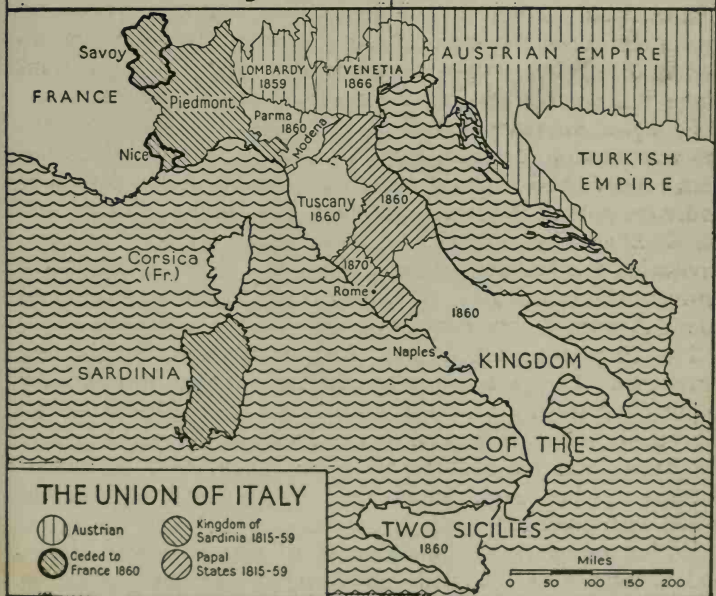 Savoy
FRANCE
Piedmont
Nice
LOMBARDY
1859
VENETIA
1866
AUSTRIAN EMPIRE
Parma
1860
Modena
TURKISH
EMPIRE
Tuscany
1860
1860
1870
Rome
Corsica
(Fr.)
1860
Naples
SARDINIA
KINGDOM
OF THE
TWO SICILIES
1860
THE UNION OF ITALY
Austrian
Kingdom of
Sardinia 1815-59
Ceded to
France 1860
Papal
States 1815-59
Miles
0 50 100 150 200